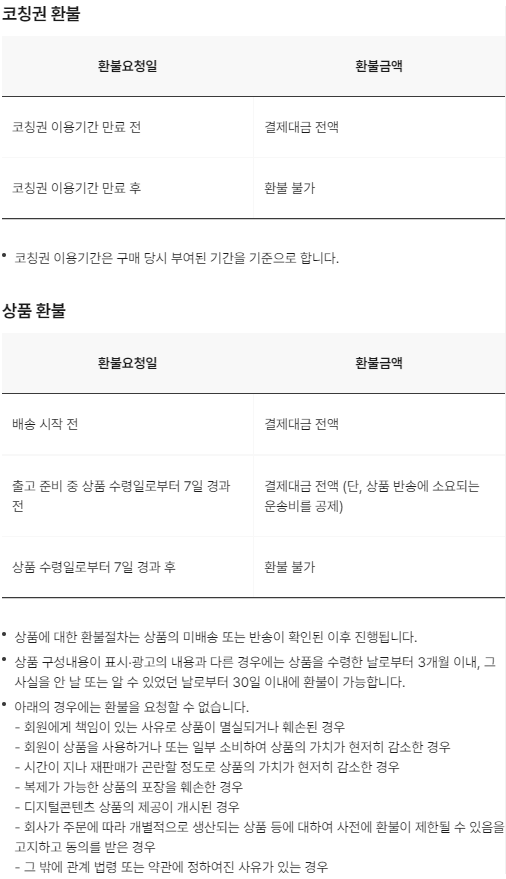 코칭권 환불
환불요청일 환불금액
코칭권 이용기간 만료 전 결제대금 전액
코칭권 이용기간 만료 후 환불 불가
• 코칭권 이용기간은 구매 당시 부여된 기간을 기준으로 합니다.
상품 환불
환불요청일 환불금액
배송 시작 전 결제대금 전액
출고 준비 중 상품 수령일로부터 7일 경과 결제대금 전액 (단, 상품 반송에 소요되는
전 운송비를 공제)
상품 수령일로부터 7일 경과 후 환불 불가
• 상품에 대한 환불절차는 상품의 미배송 또는 반송이 확인된 이후 진행됩니다.
• 상품 구성내용이 표시·광고의 내용과 다른 경우에는 상품을 수령한 날로부터 3개월 이내, 그
사실을 안 날 또는 알 수 있었던 날로부터 30일 이내에 환불이 가능합니다.
• 아래의 경우에는 환불을 요청할 수 없습니다.
- 회원에게 책임이 있는 사유로 상품이 멸실되거나 훼손된 경우
- 회원이 상품을 사용하거나 또는 일부 소비하여 상품의 가치가 현저히 감소한 경우
- 시간이 지나 재판매가 곤란할 정도로 상품의 가치가 현저히 감소한 경우
- 복제가 가능한 상품의 포장을 훼손한 경우
- 디지털콘텐츠 상품의 제공이 개시된 경우
- 회사가 주문에 따라 개별적으로 생산되는 상품 등에 대하여 사전에 환불이 제한될 수 있음을
고지하고 동의를 받은 경우
- 그 밖에 관계 법령 또는 약관에 정하여진 사유가 있는 경우